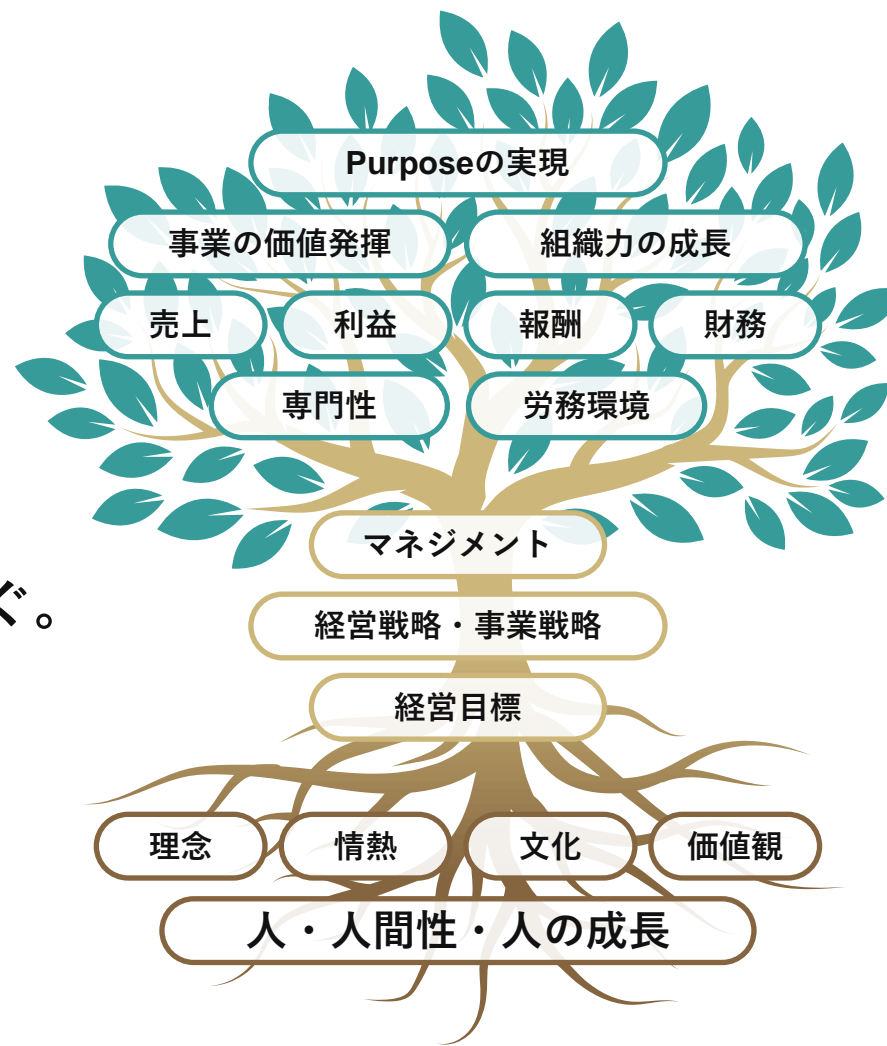 Purposeの実現
事業の価値発揮 組織力の成長
売上 利益 報酬 財務
専門性 労務環境
マネジメント
ぐ。
経営戦略・事業戦略
経営目標
理念 情熱 文化 価値観
人・人間性・人の成長